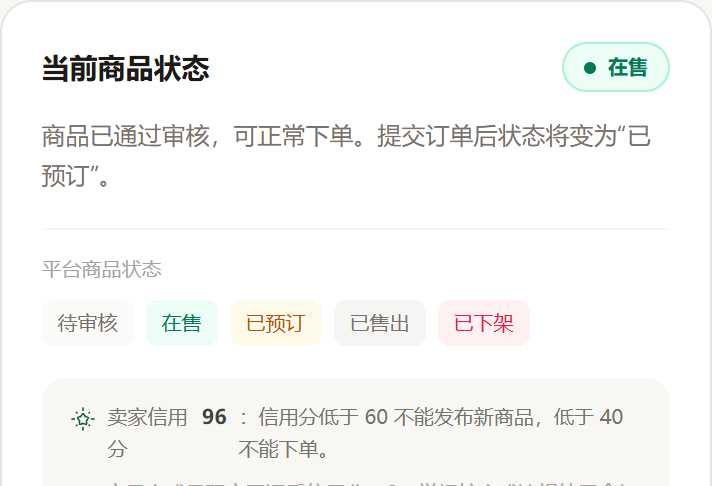 当前商品状态
在售
商品已通过审核，可正常下单。提交订单后状态将变为“已
预订”。
平台商品状态
待审核 在售 已预订 已售出 已下架
卖家信用 96 ：信用分低于 60 不能发布新商品，低于 40
分 不能下单。